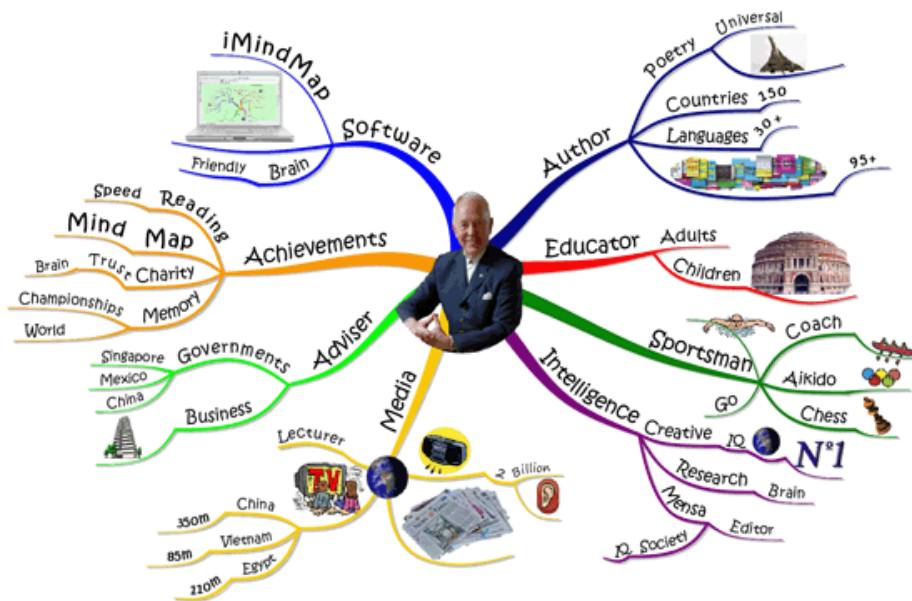 iMindMap
Software
Friendly Brain
Author
Poetry
Universal
Countries 150
Languages 30+
95+
Educator
Adults
Children
Sportsman
Coach
Aikido
Chess
Go
Intelligence
Creative IQ
Nº1
Research Brain
Mensa
Editor
IQ Society
Media
Lecturer
TV
2 Billion
China
350m
Vietnam
85m
Egypt
220m
Adviser
Governments
Singapore
Mexico
China
Business
Achievements
Speed Reading
Mind Map
Brain Trust Charity
Memory
Championships
World